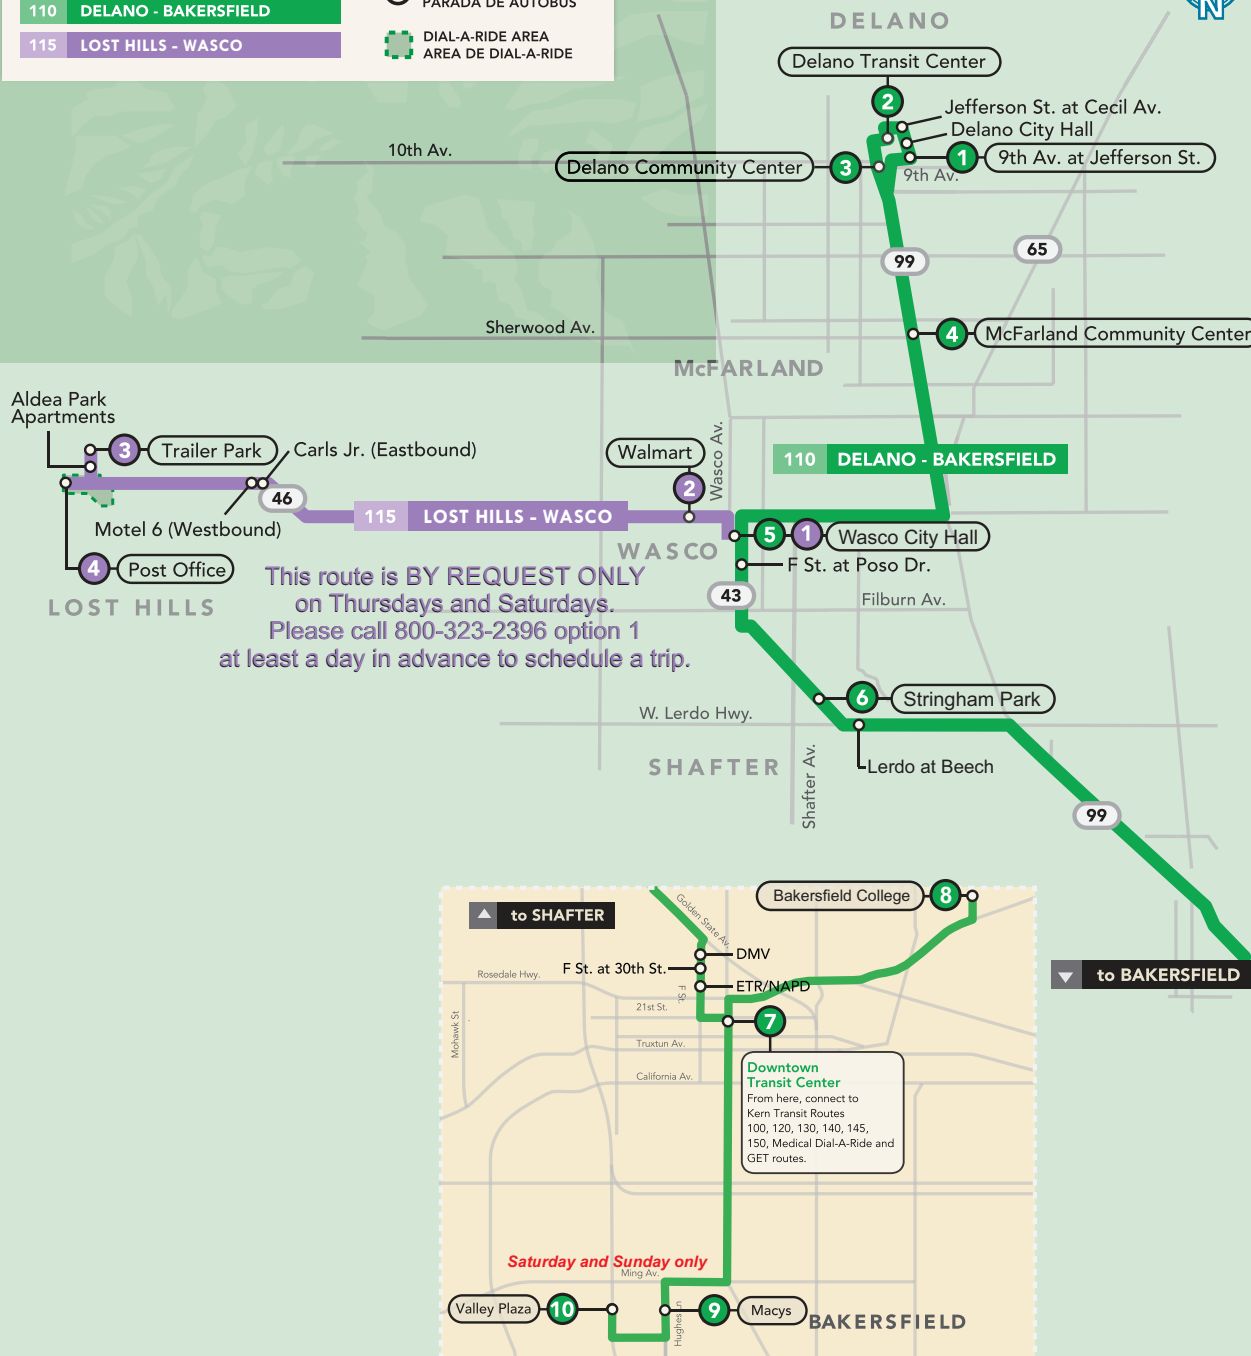 110 DELANO - BAKERSFIELD
115 LOST HILLS - WASCO
PARADA DE AUTOBÚS
DIAL-A-RIDE AREA
AREA DE DIAL-A-RIDE
N
DELANO
Delano Transit Center
2
Jefferson St. at Cecil Av.
Delano City Hall
1 9th Av. at Jefferson St.
Delano Community Center 3
9th Av.
10th Av.
99
65
Sherwood Av.
4 McFarland Community Center
McFARLAND
Aldea Park
Apartments
3 Trailer Park
Carls Jr. (Eastbound)
Walmart
2
Wasco Av.
110 DELANO - BAKERSFIELD
46
115 LOST HILLS - WASCO
Motel 6 (Westbound)
5 1 Wasco City Hall
WASCO
F St. at Poso Dr.
4 Post Office
LOST HILLS
This route is BY REQUEST ONLY
on Thursdays and Saturdays.
Please call 800-323-2396 option 1
at least a day in advance to schedule a trip.
43
Filburn Av.
6 Stringham Park
W. Lerdo Hwy.
SHAFTER
Shafter Av.
Lerdo at Beech
99
to BAKERSFIELD
to SHAFTER
Golden State Av.
Bakersfield College 8
DMV
F St. at 30th St.
Rosedale Hwy.
ETR/NAPD
F St.
21st St.
7
Mohawk St
Truxtun Av.
California Av.
Downtown
Transit Center
From here, connect to
Kern Transit Routes
100, 120, 130, 140, 145,
150, Medical Dial-A-Ride and
GET routes.
Saturday and Sunday only
Ming Av.
Valley Plaza 10
9 Macys
Hughes Ln
BAKERSFIELD